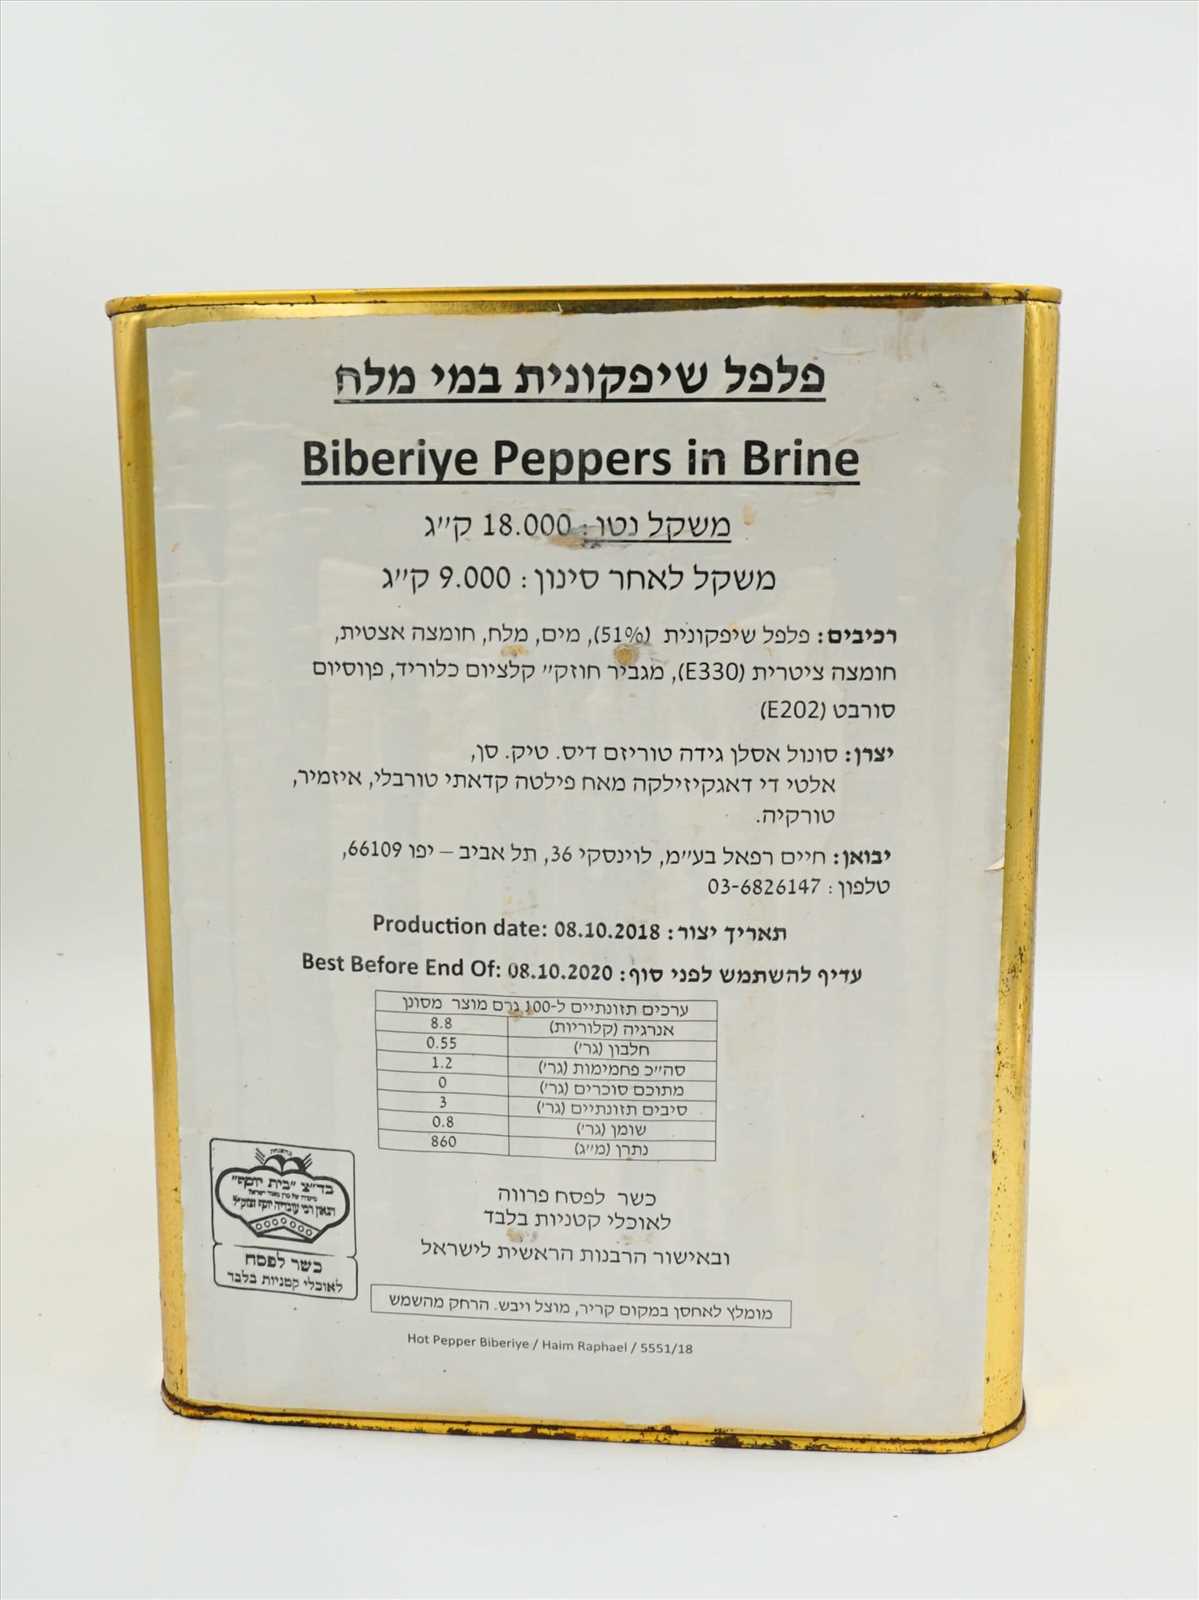 פלפל שיפקונית במי מלח
Biberiye Peppers in Brine
משקל נטו: 18.000 ק״ג
משקל לאחר סינון: 9.000 ק״ג
רכיבים: פלפל שיפקונית (51%), מים, מלח, חומצה אצטית,
חומצה ציטרית (E330), מגביר חוזק״ קלציום כלוריד, פוסיום
סורבט (E202)
יצרן: סונול אסלן גידה טוריזם דיס. טיק. סן,
אלטי די דאגקיזילקה מאח פילטה קדאתי טורבלי, איזמיר,
טורקיה.
יבואן: חיים רפאל בע״מ, לוינסקי 36, תל אביב – יפו 66109,
טלפון: 03-6826147
תאריך יצור: Production date: 08.10.2018
עדיף להשתמש לפני סוף: Best Before End Of: 08.10.2020
ערכים תזונתיים ל-100 גרם מוצר מסונן
אנרגיה (קלוריות) 8.8
חלבון (גר׳) 0.55
סה״כ פחמימות (גר׳) 1.2
מתוכם סוכרים (גר׳) 0
סיבים תזונתיים (גר׳) 3
שומן (גר׳) 0.8
נתרן (מ״ג) 860
כשר לפסח פרווה
לאוכלי קטניות בלבד
ובאישור הרבנות הראשית לישראל
בד״צ "בית יוסף"
כשר לפסח
לאוכלי קטניות בלבד
מומלץ לאחסן במקום קריר, מוצל ויבש. הרחק מהשמש
Hot Pepper Biberiye / Haim Raphael / 5551/18